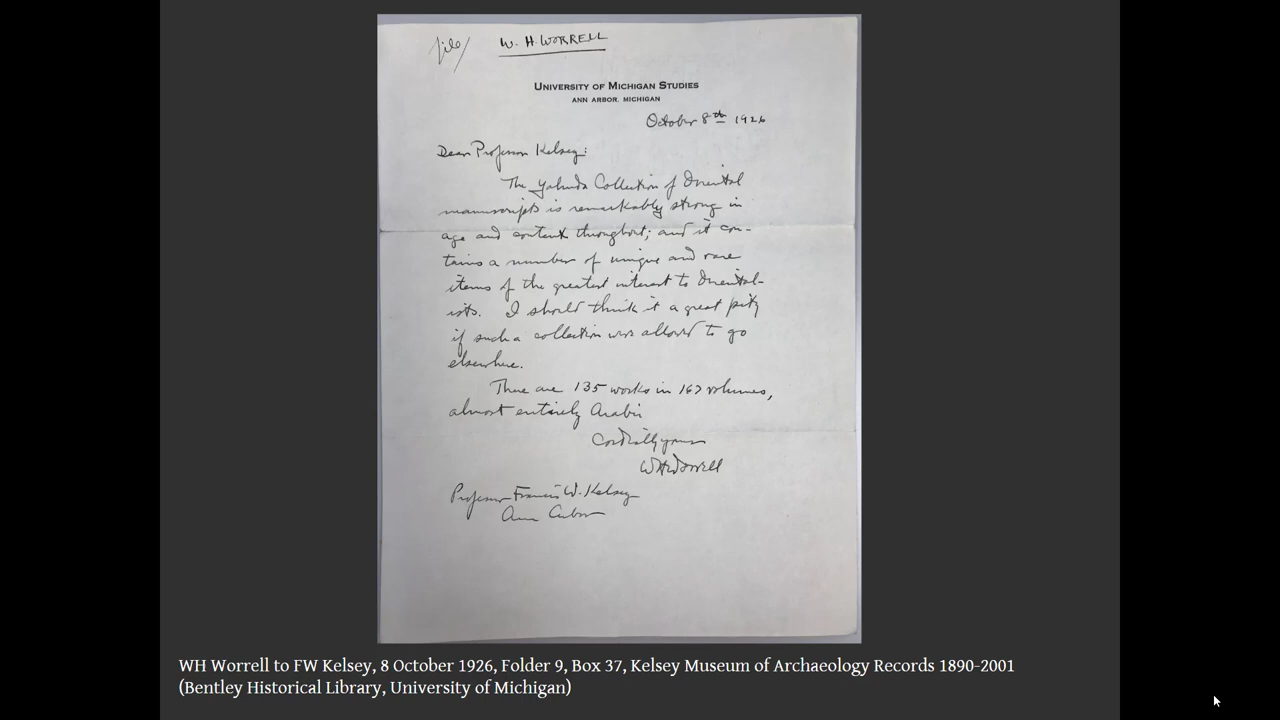 file/ W. H. WORRELL
UNIVERSITY OF MICHIGAN STUDIES
ANN ARBOR, MICHIGAN
October 8th 1926
Dear Professor Kelsey:
The Yahuda Collection of Oriental
manuscripts is remarkably strong in
age and content throughout; and it con-
tains a number of unique and rare
items of the greatest interest to Oriental-
ists. I should think it a great pity
if such a collection was allowed to go
elsewhere.
There are 135 works in 167 volumes,
almost entirely Arabic
Cordially yours
WHWorrell
Professor Francis W. Kelsey
Ann Arbor
WH Worrell to FW Kelsey, 8 October 1926, Folder 9, Box 37, Kelsey Museum of Archaeology Records 1890-2001
(Bentley Historical Library, University of Michigan)